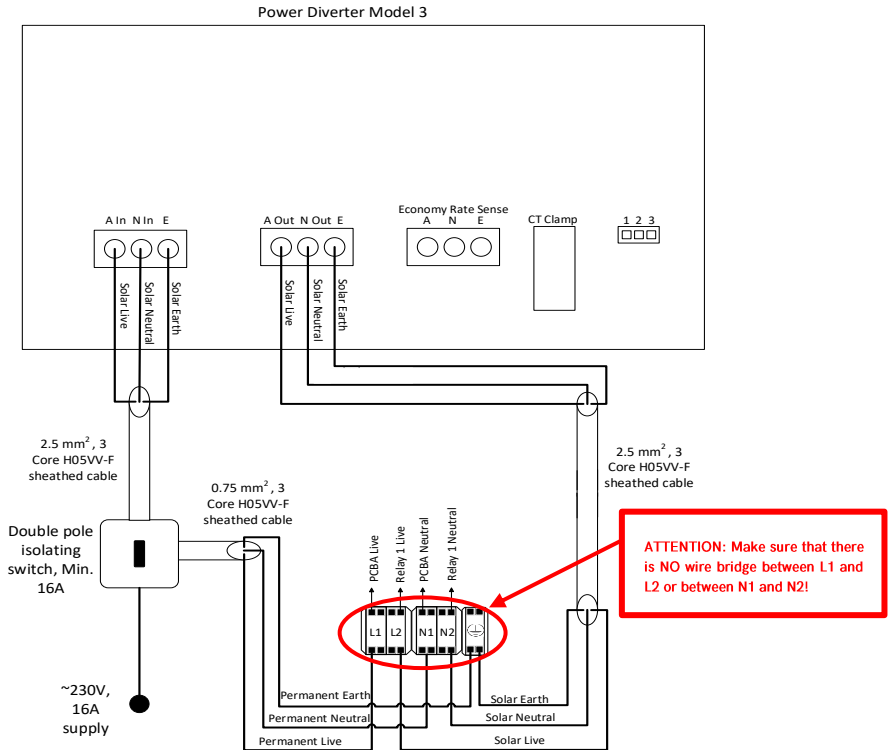 Power Diverter Model 3
A In N In E
A Out N Out E
Economy Rate Sense
A N E
CT Clamp
1 2 3
Solar Live
Solar Neutral
Solar Earth
Solar Live
Solar Neutral
Solar Earth
2.5 mm², 3
Core H05VV-F
sheathed cable
2.5 mm², 3
Core H05VV-F
sheathed cable
0.75 mm², 3
Core H05VV-F
sheathed cable
Double pole
isolating
switch, Min.
16A
PCBA Live
Relay 1 Live
PCBA Neutral
Relay 1 Neutral
ATTENTION: Make sure that there
is NO wire bridge between L1 and
L2 or between N1 and N2!
L1 L2 N1 N2
~230V,
16A
supply
Permanent Earth
Permanent Neutral
Permanent Live
Solar Earth
Solar Neutral
Solar Live